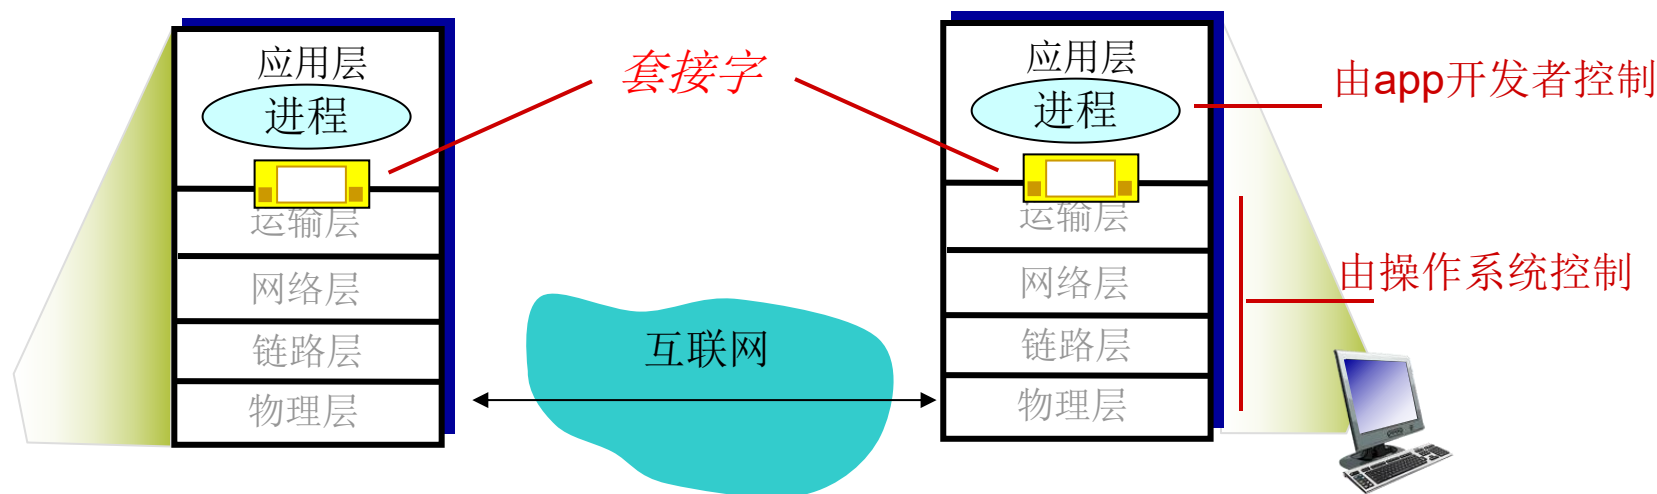 应用层
进程
运输层
网络层
链路层
物理层
套接字
互联网
应用层
进程
运输层
网络层
链路层
物理层
由app开发者控制
由操作系统控制